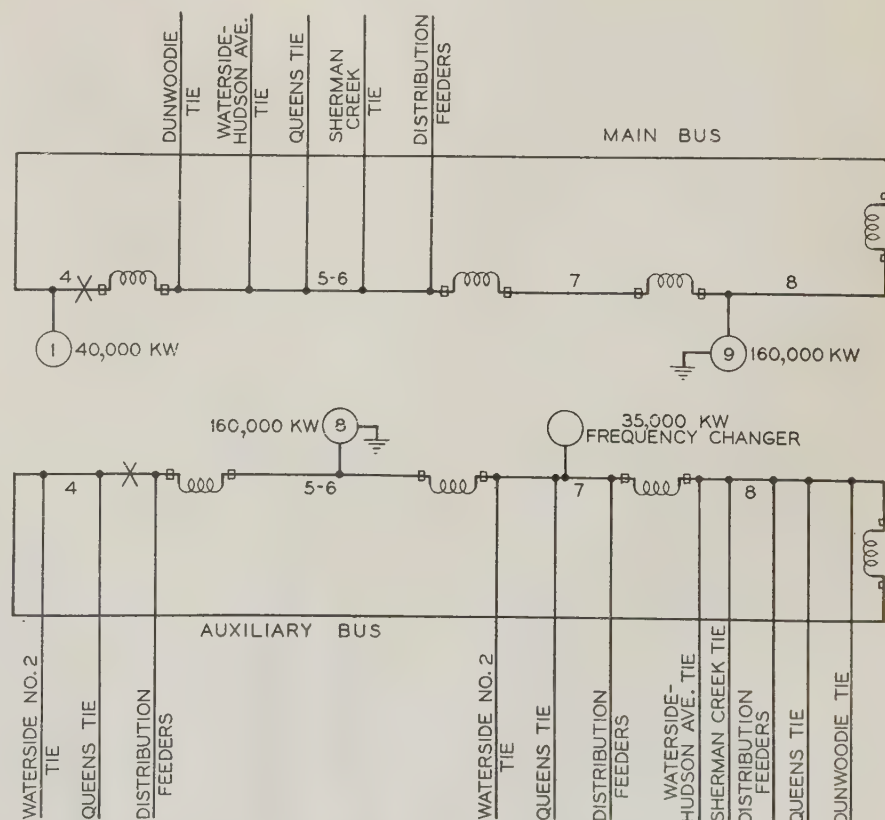 DUNWOODIE
TIE
WATERSIDE-
HUDSON AVE.
TIE
QUEENS TIE
SHERMAN
CREEK
TIE
DISTRIBUTION
FEEDERS
MAIN BUS
4
5-6
7
8
1
40,000 KW
9
160,000 KW
160,000 KW
8
35,000 KW
FREQUENCY CHANGER
4
5-6
7
8
AUXILIARY BUS
WATERSIDE NO. 2
TIE
QUEENS TIE
DISTRIBUTION
FEEDERS
WATERSIDE NO. 2
TIE
QUEENS TIE
DISTRIBUTION
FEEDERS
WATERSIDE-
HUDSON AVE. TIE
SHERMAN CREEK TIE
DISTRIBUTION
FEEDERS
QUEENS TIE
DUNWOODIE TIE